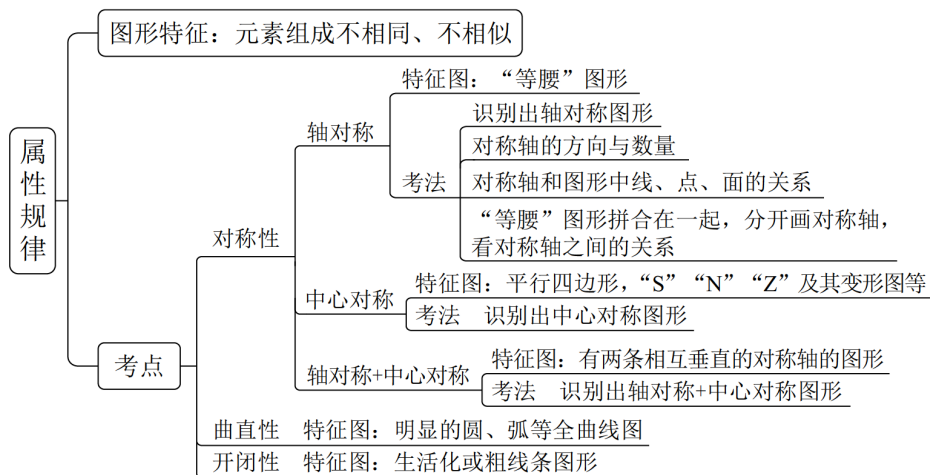 图形特征：元素组成不相同、不相似
属性规律
考点
对称性
轴对称
特征图：“等腰”图形
考法
识别出轴对称图形
对称轴的方向与数量
对称轴和图形中线、点、面的关系
“等腰”图形拼合在一起，分开画对称轴，
看对称轴之间的关系
中心对称
特征图：平行四边形，“S”“N”“Z”及其变形图等
考法 识别出中心对称图形
轴对称+中心对称
特征图：有两条相互垂直的对称轴的图形
考法 识别出轴对称+中心对称图形
曲直性 特征图：明显的圆、弧等全曲线图
开闭性 特征图：生活化或粗线条图形